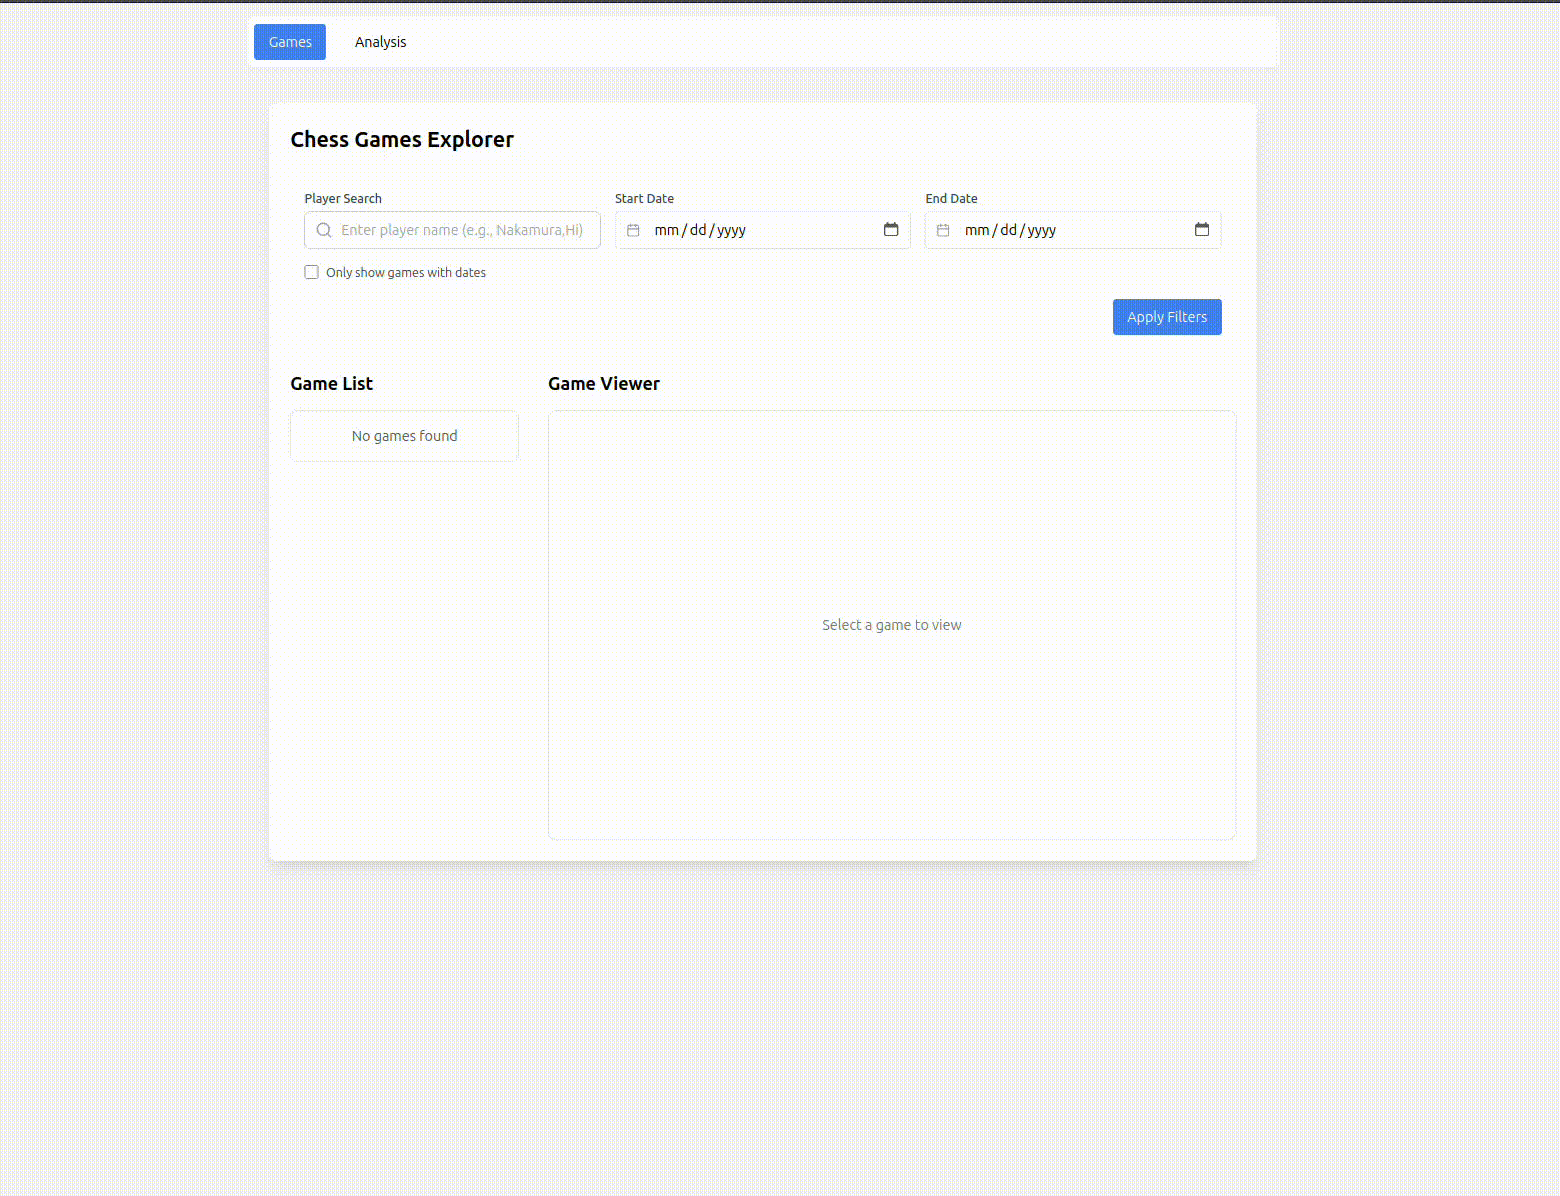 Games Analysis
Chess Games Explorer
Player Search Start Date End Date
Enter player name (e.g., Nakamura,Hi) mm/dd/yyyy mm/dd/yyyy
Only show games with dates
Apply Filters
Game List Game Viewer
No games found
Select a game to view